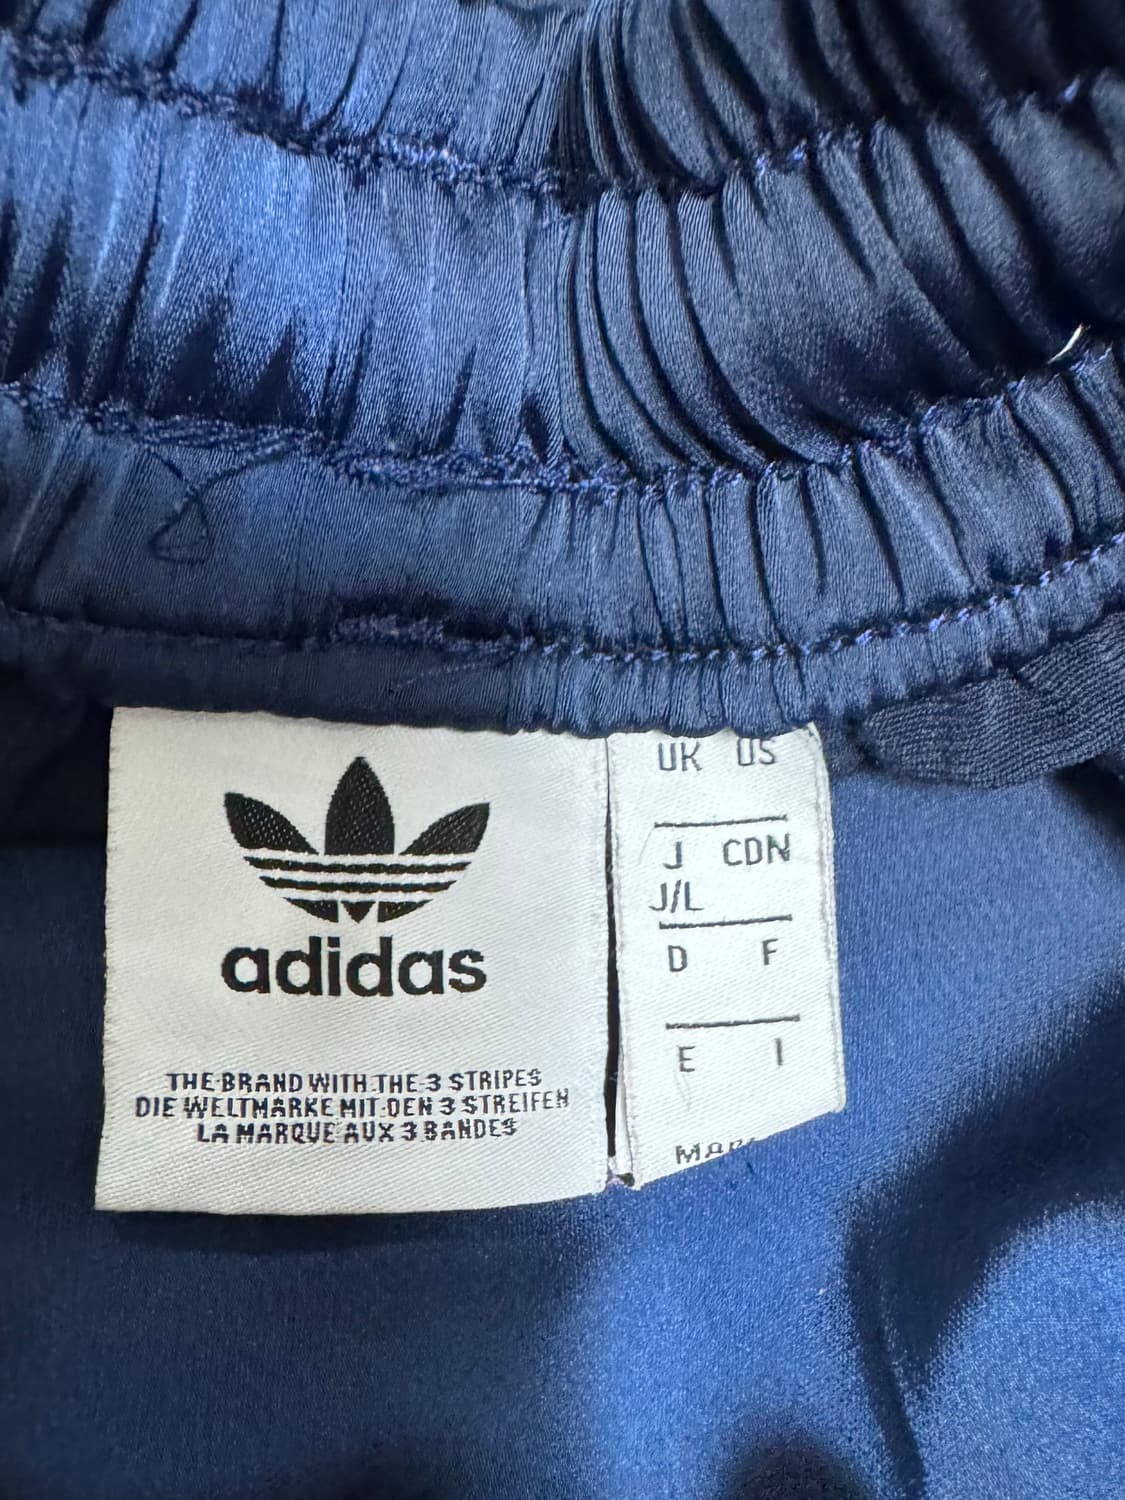 adidas
THE BRAND WITH THE 3 STRIPES
DIE WELTMARKE MIT DEN 3 STREIFEN
LA MARQUE AUX 3 BANDES
UK US
J CDN
J/L
D F
E I